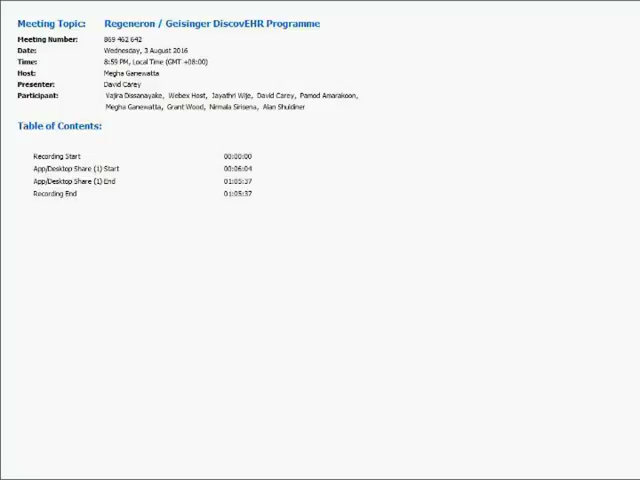 Meeting Topic: Regeneron / Geisinger DiscovEHR Programme
Meeting Number: 869 462 642
Date: Wednesday, 3 August 2016
Time: 8:59 PM, Local Time (GMT +08:00)
Host: Megha Ganewatta
Presenter: David Carey
Participant: Vajira Dissanayake, Webex Host, Jayathri Wije, David Carey, Pamod Amarakoon,
Megha Ganewatta, Grant Wood, Nirmala Sirisena, Alan Shuldiner
Table of Contents:
Recording Start 00:00:00
App/Desktop Share (1) Start 00:06:04
App/Desktop Share (1) End 01:05:37
Recording End 01:05:37